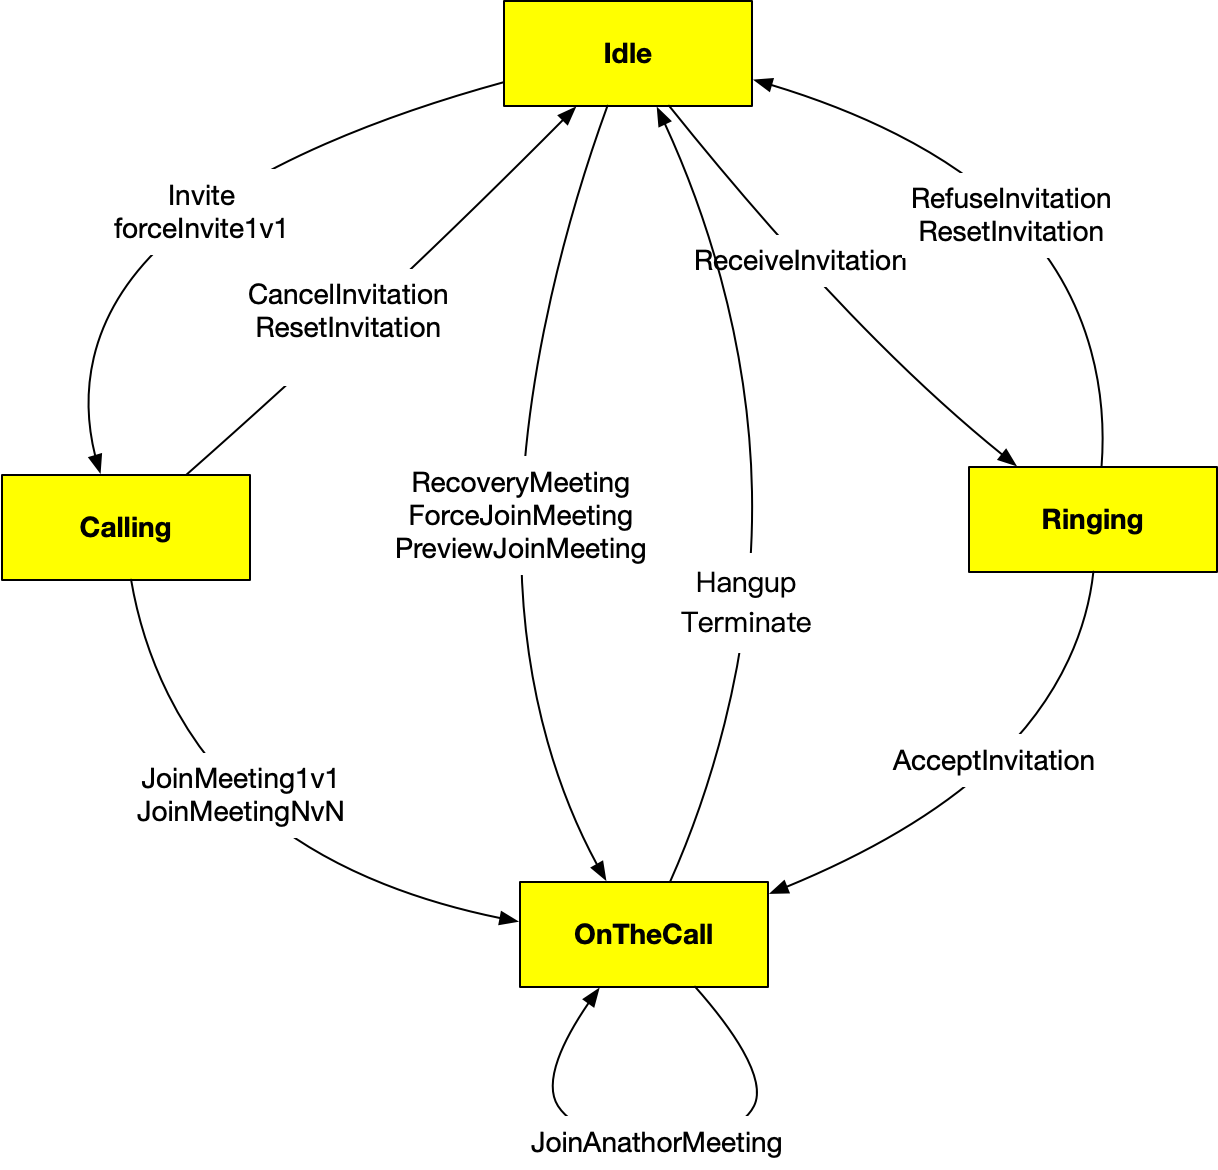 Idle
Invite
forceInvite1v1
RefuseInvitation
ResetInvitation
ReceiveInvitation
CancelInvitation
ResetInvitation
RecoveryMeeting
ForceJoinMeeting
PreviewJoinMeeting
Calling
Ringing
Hangup
Terminate
JoinMeeting1v1
JoinMeetingNvN
AcceptInvitation
OnTheCall
JoinAnathorMeeting